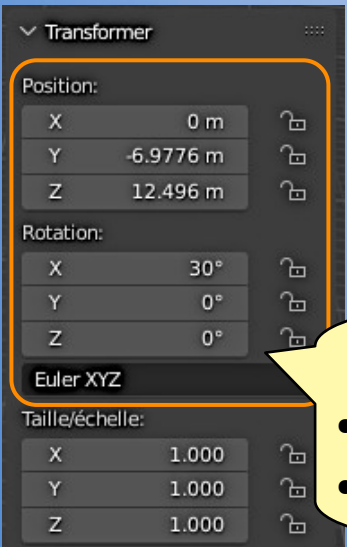 Transformer
Position:
X 0 m
Y -6.9776 m
Z 12.496 m
Rotation:
X 30°
Y 0°
Z 0°
Euler XYZ
Taille/échelle:
X 1.000
Y 1.000
Z 1.000